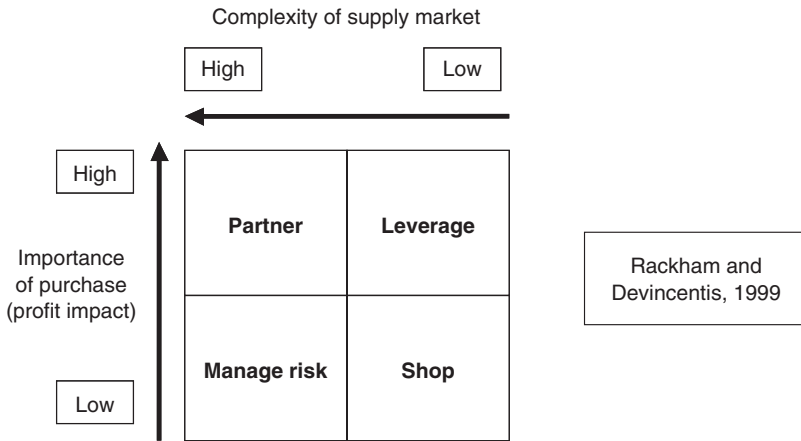 Complexity of supply market
High
Low
High
Partner
Leverage
Importance
of purchase
(profit impact)
Rackham and
Devincentis, 1999
Manage risk
Shop
Low